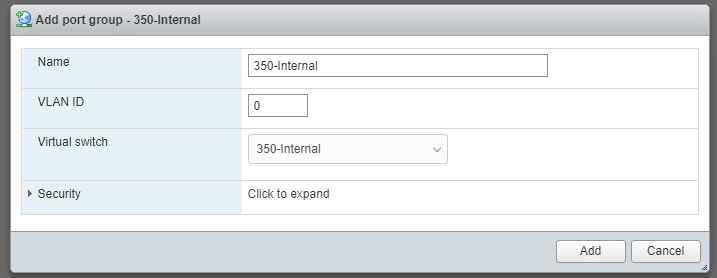 Add port group - 350-Internal
Name 350-Internal
VLAN ID 0
Virtual switch 350-Internal
Security Click to expand
Add Cancel